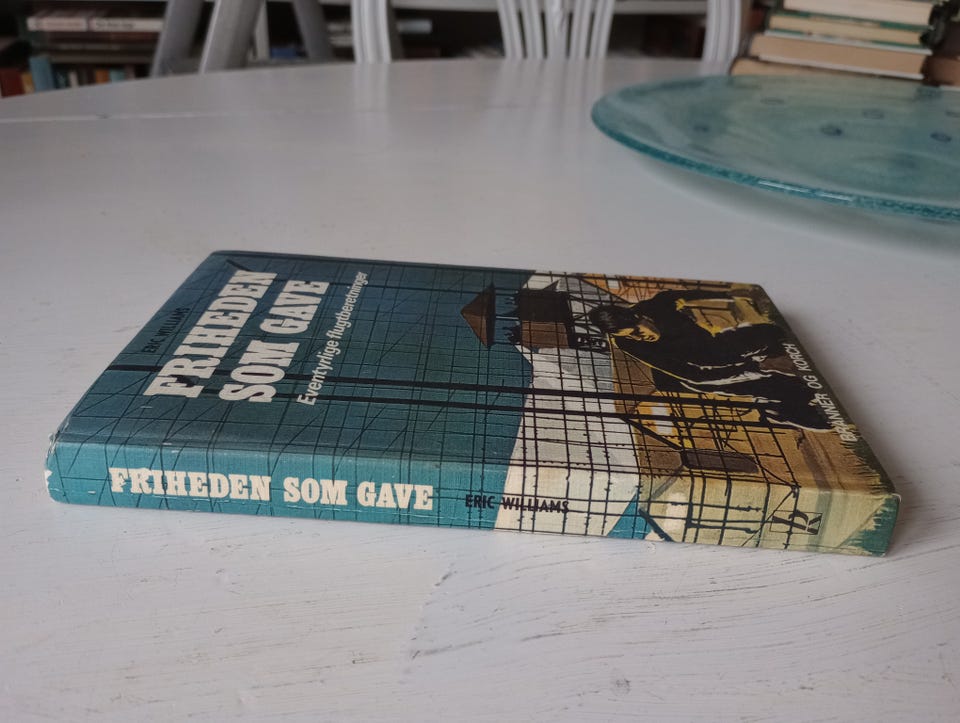 ERIC WILLIAMS
FRIHEDEN
SOM GAVE
Eventyrlige flugtberetninger
BRANNER OG KORCH
FRIHEDEN SOM GAVE
ERIC WILLIAMS